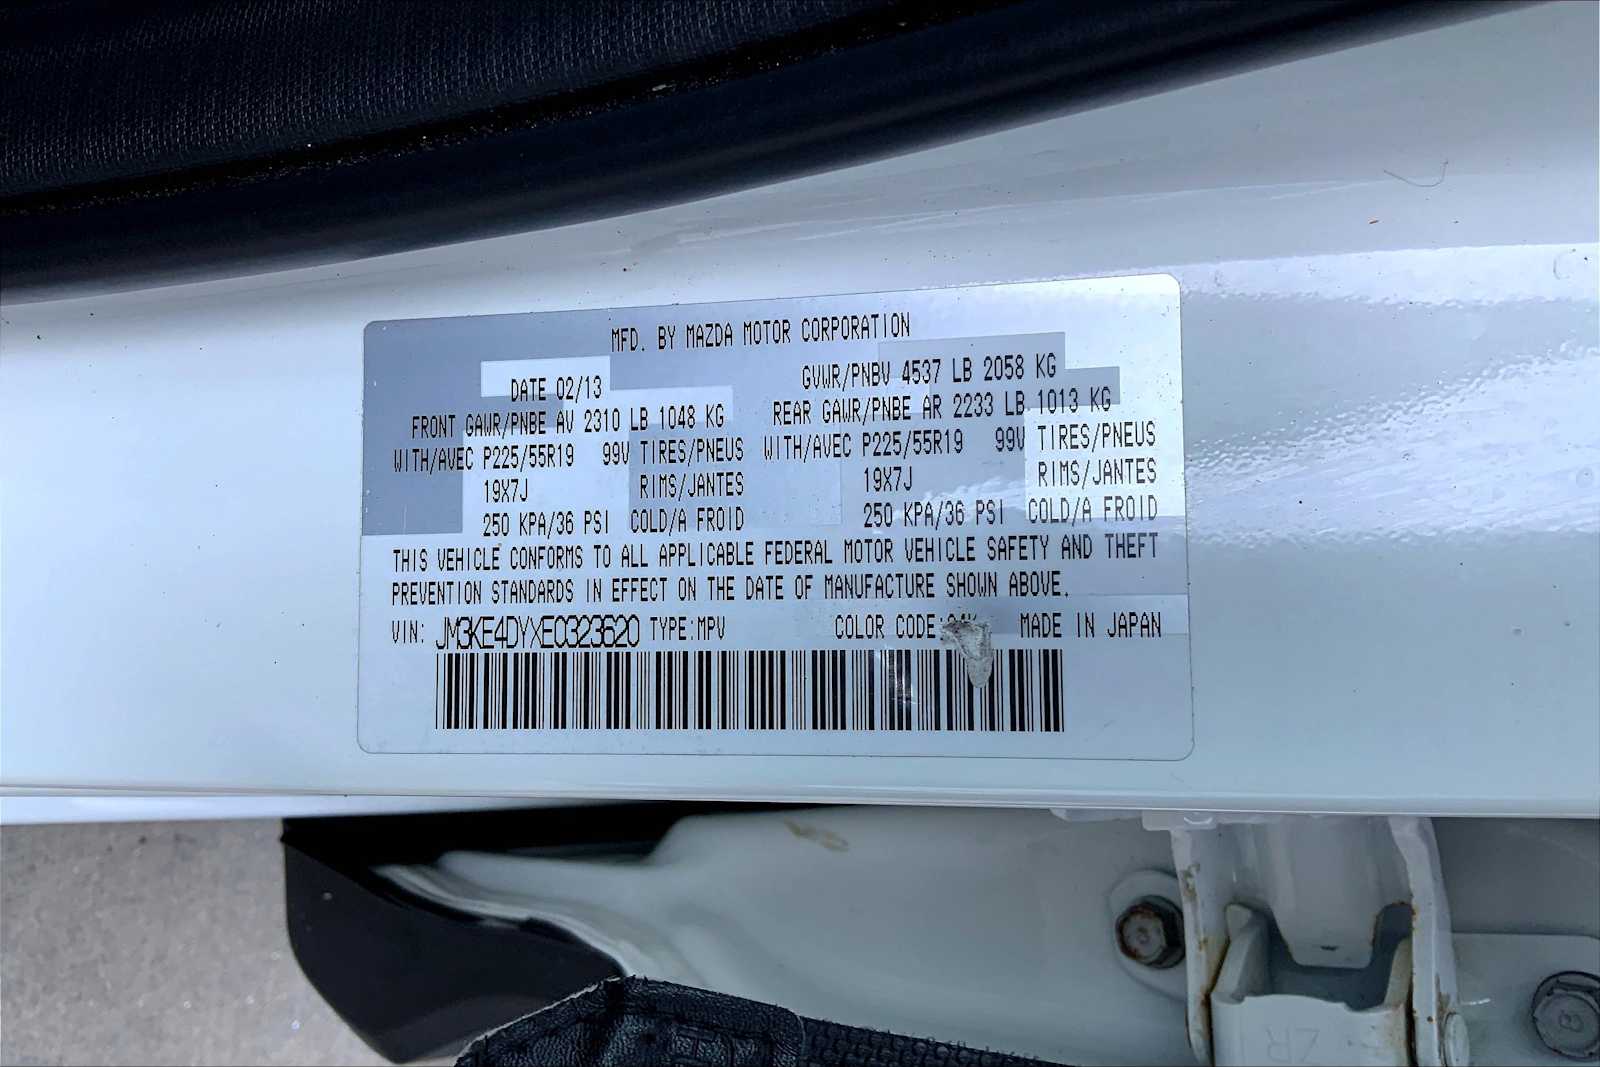 MFD. BY MAZDA MOTOR CORPORATION
DATE 02/13 GVWR/PNBV 4537 LB 2058 KG
FRONT GAWR/PNBE AV 2310 LB 1048 KG REAR GAWR/PNBE AR 2233 LB 1013 KG
WITH/AVEC P225/55R19 99V TIRES/PNEUS WITH/AVEC P225/55R19 99V TIRES/PNEUS
19X7J RIMS/JANTES 19X7J RIMS/JANTES
250 KPA/36 PSI COLD/A FROID 250 KPA/36 PSI COLD/A FROID
THIS VEHICLE CONFORMS TO ALL APPLICABLE FEDERAL MOTOR VEHICLE SAFETY AND THEFT
PREVENTION STANDARDS IN EFFECT ON THE DATE OF MANUFACTURE SHOWN ABOVE.
VIN: JM3KE4DYXE0323620 TYPE:MPV COLOR CODE: MADE IN JAPAN
ZR